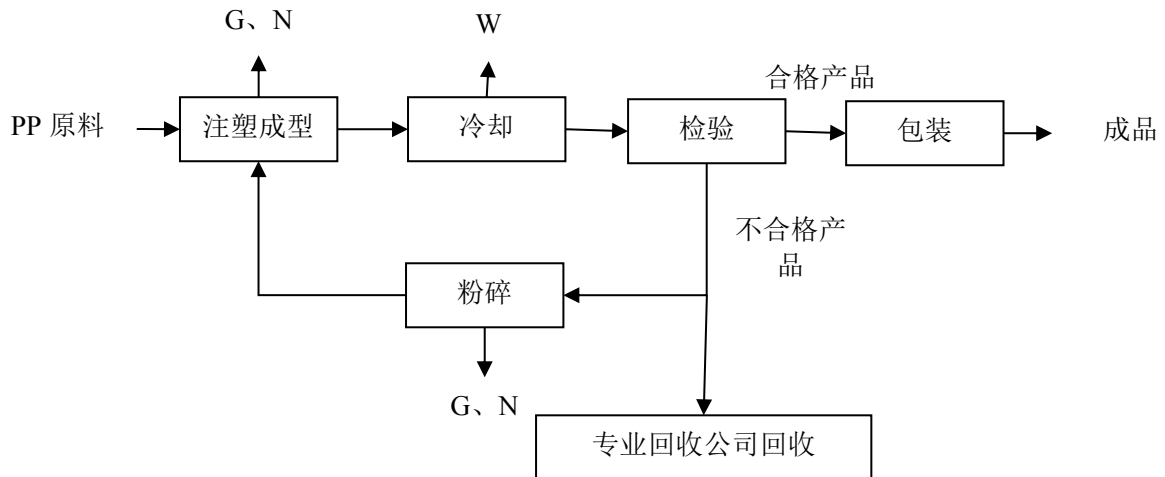 G、N
W
合格产品
PP 原料
注塑成型
冷却
检验
包装
成品
不合格产
品
粉碎
G、N
专业回收公司回收